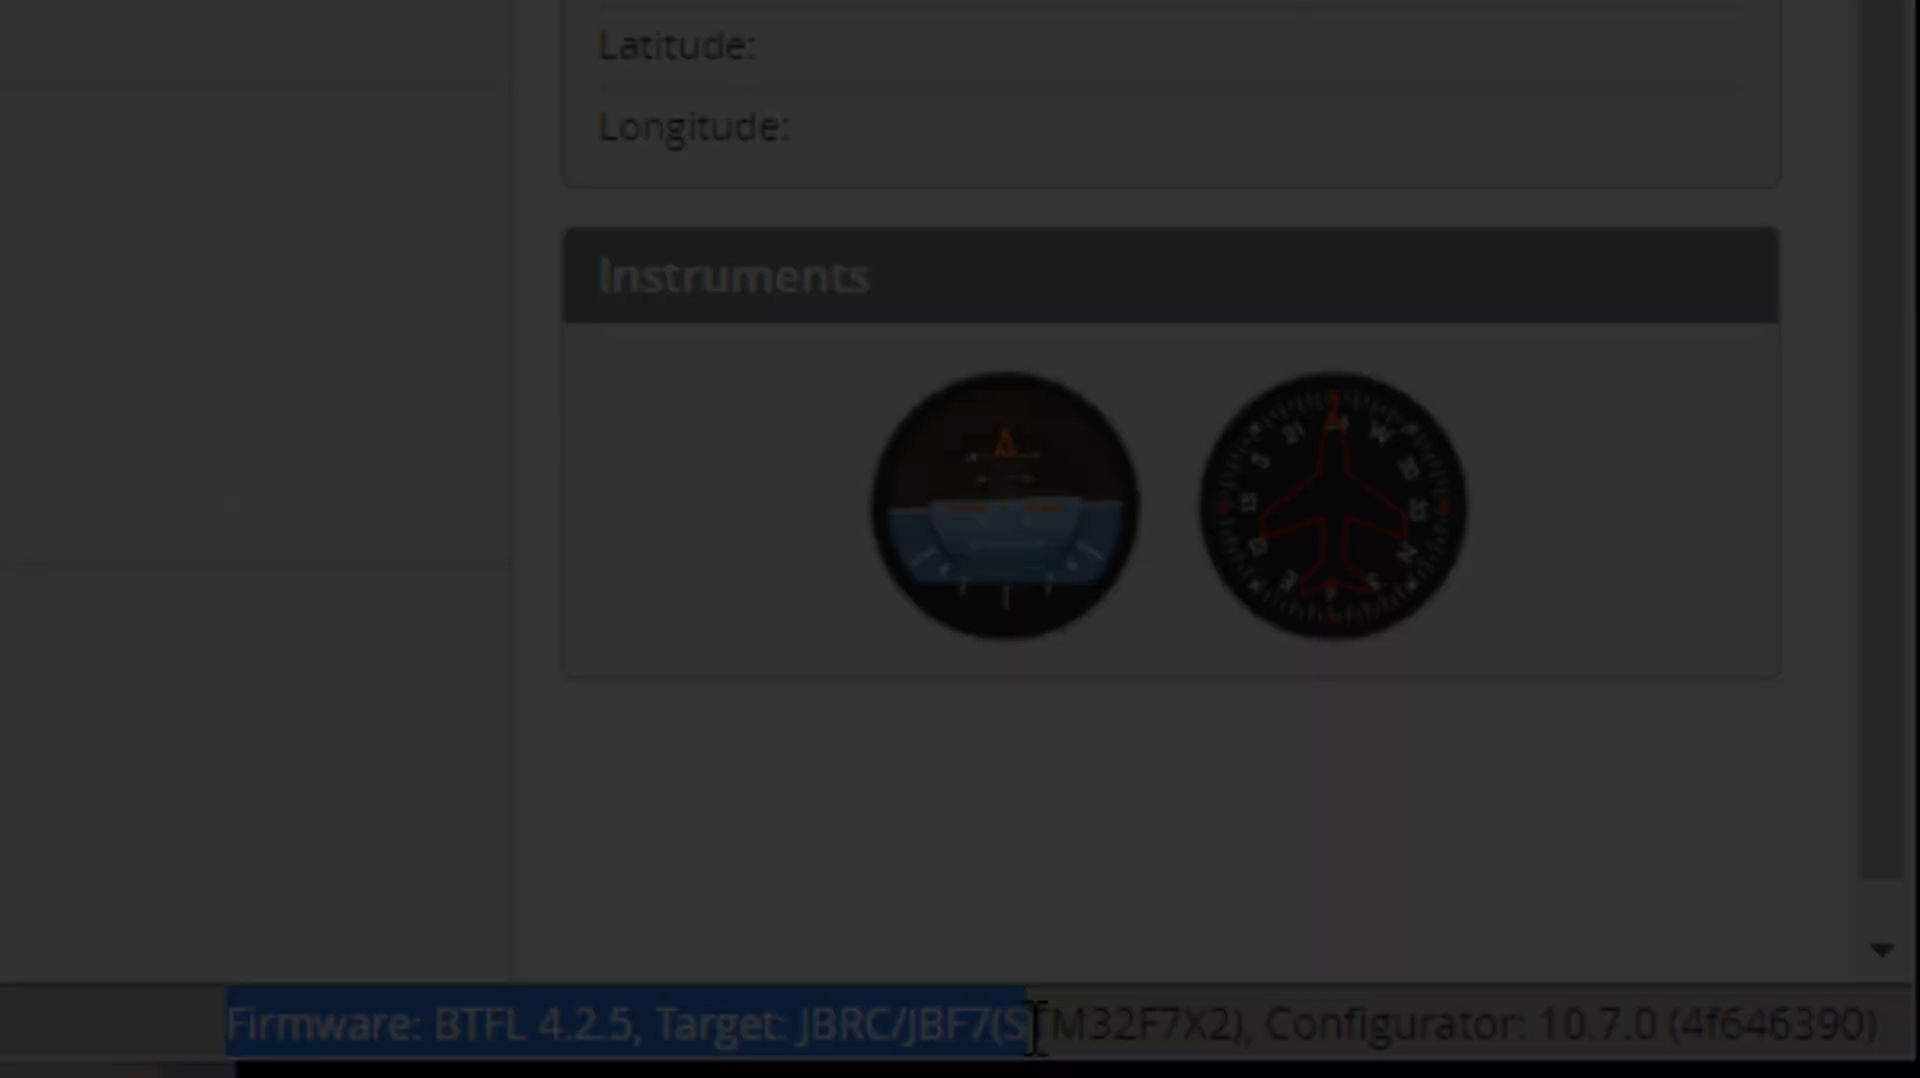 Latitude:
Longitude:
Instruments
Firmware: BTFL 4.2.5, Target: JBRC/JBF7(STM32F7X2), Configurator: 10.7.0 (4f646390)